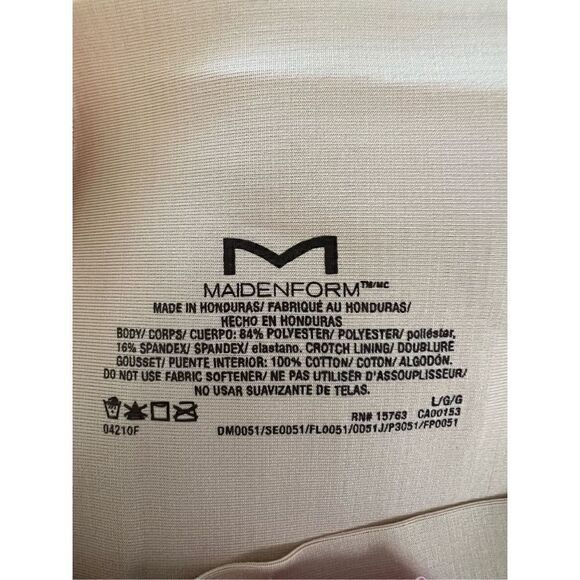 M
MAIDENFORM™/MC
MADE IN HONDURAS/ FABRIQUÉ AU HONDURAS/
HECHO EN HONDURAS
BODY/ CORPS/ CUERPO: 84% POLYESTER/ POLYESTER/ poliéster,
16% SPANDEX/ SPANDEX/ elastano. CROTCH LINING/ DOUBLURE
GOUSSET/ PUENTE INTERIOR: 100% COTTON/ COTON/ ALGODÓN.
DO NOT USE FABRIC SOFTENER/ NE PAS UTILISER D'ASSOUPLISSEUR/
NO USAR SUAVIZANTE DE TELAS.
L/G/G
RN# 15763 CA00153
04210F DM0051/SE0051/FL0051/0D51J/P3051/FP0051